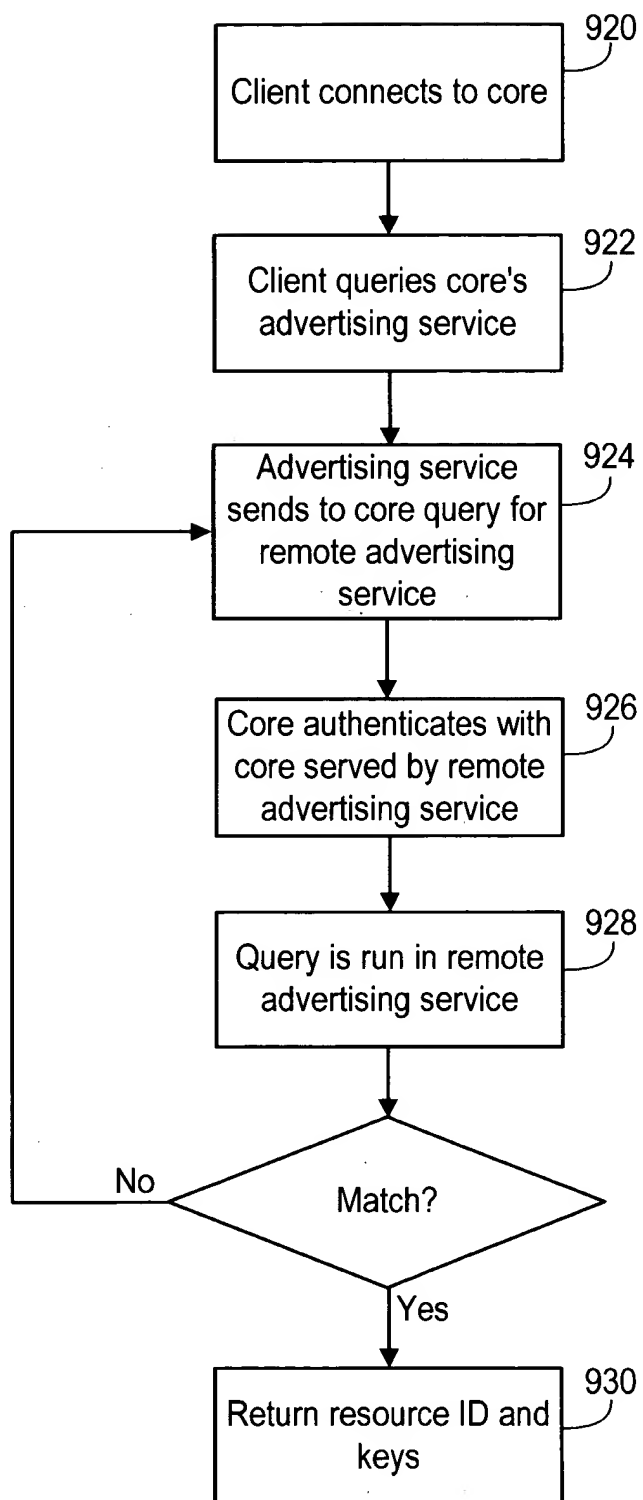 920
Client connects to core
922
Client queries core's
advertising service
924
Advertising service
sends to core query for
remote advertising
service
926
Core authenticates with
core served by remote
advertising service
928
Query is run in remote
advertising service
No
Match?
Yes
930
Return resource ID and
keys